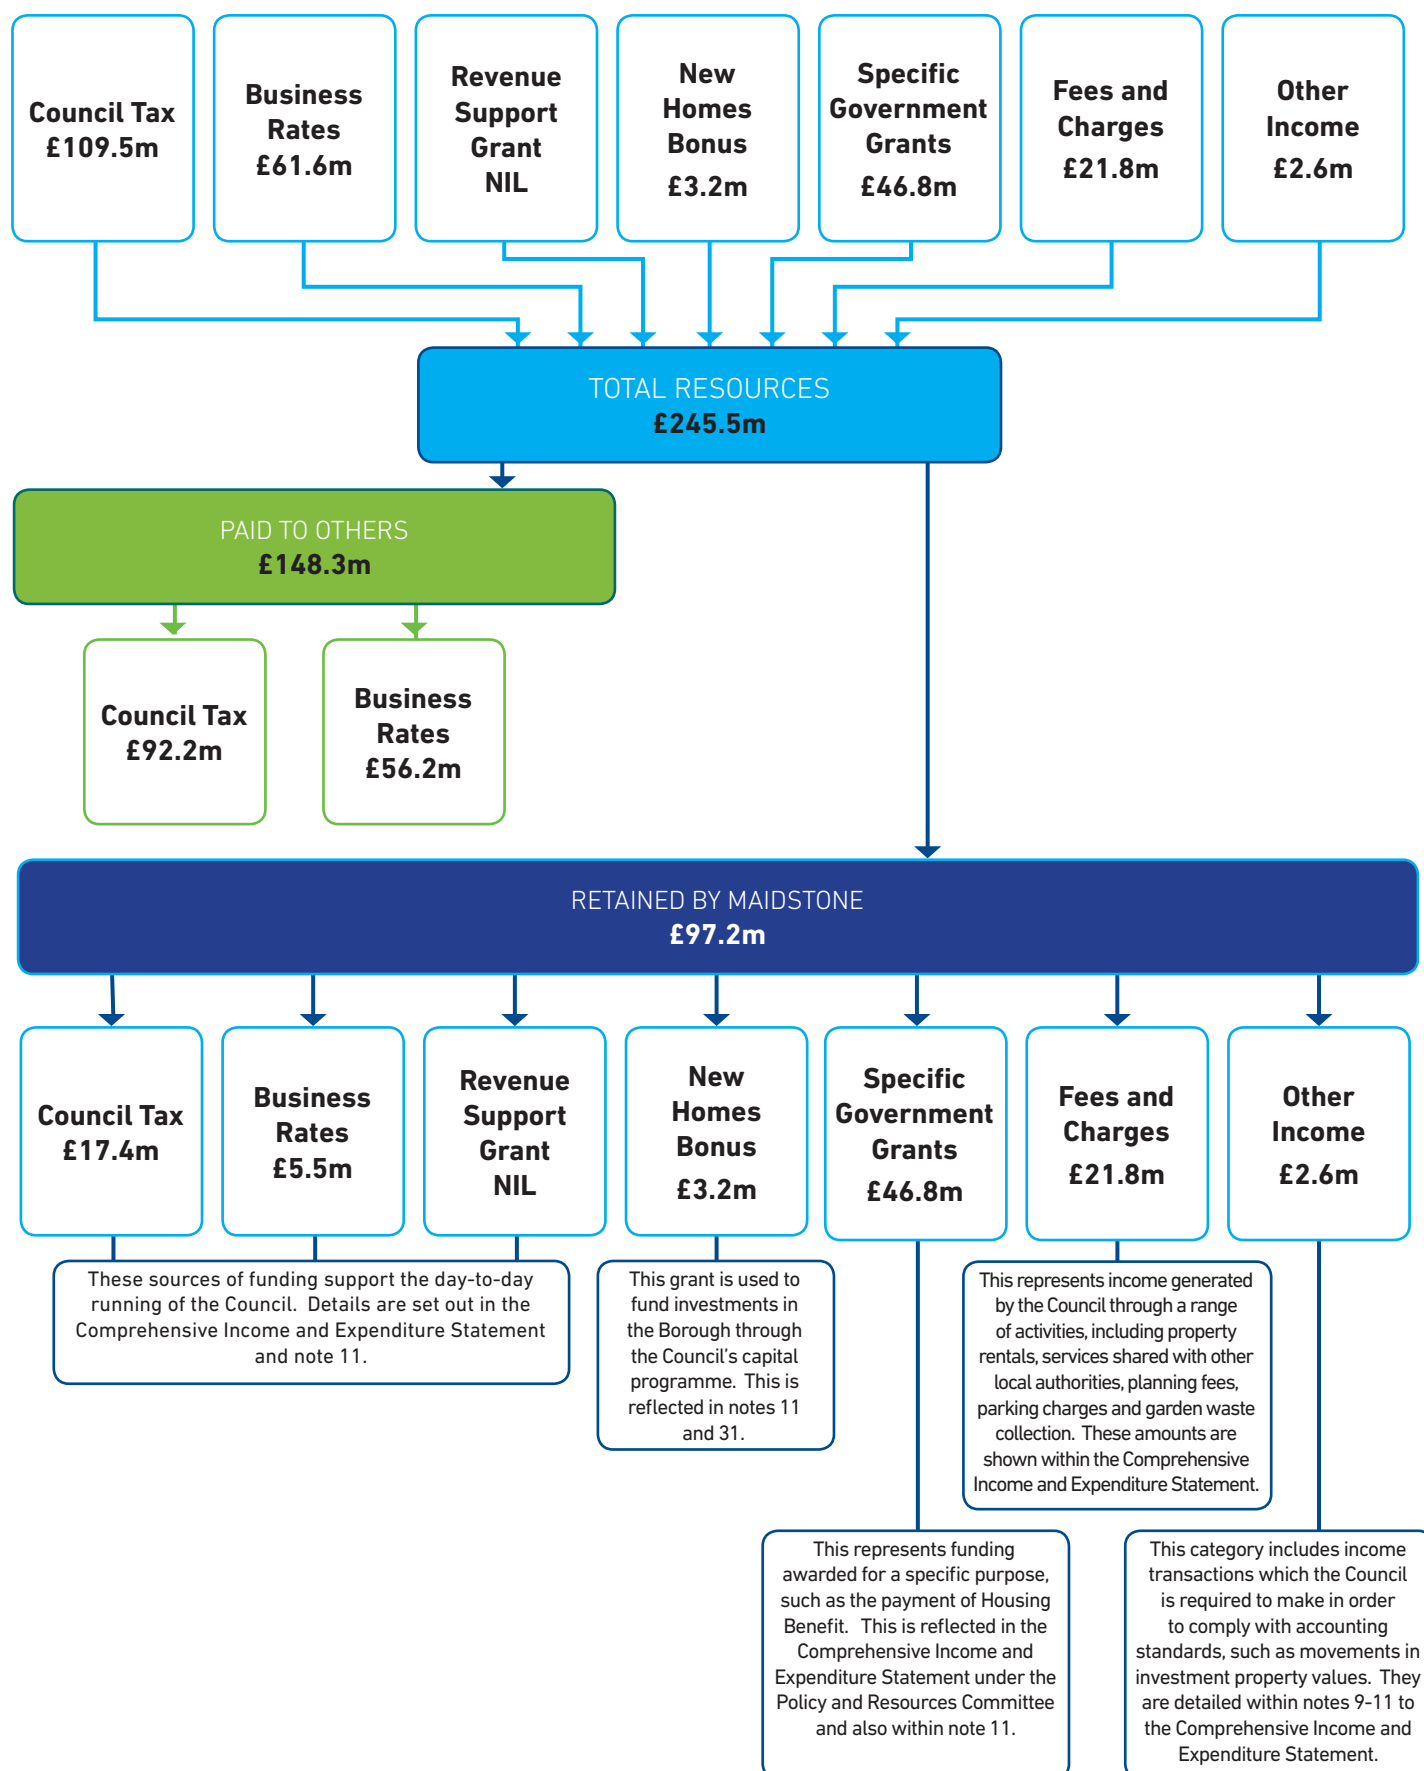 Council Tax
£109.5m
Business
Rates
£61.6m
Revenue
Support
Grant
NIL
New
Homes
Bonus
£3.2m
Specific
Government
Grants
£46.8m
Fees and
Charges
£21.8m
Other
Income
£2.6m
TOTAL RESOURCES
£245.5m
PAID TO OTHERS
£148.3m
Council Tax
£92.2m
Business
Rates
£56.2m
RETAINED BY MAIDSTONE
£97.2m
Council Tax
£17.4m
Business
Rates
£5.5m
Revenue
Support
Grant
NIL
New
Homes
Bonus
£3.2m
Specific
Government
Grants
£46.8m
Fees and
Charges
£21.8m
Other
Income
£2.6m
These sources of funding support the day-to-day
running of the Council. Details are set out in the
Comprehensive Income and Expenditure Statement
and note 11.
This grant is used to
fund investments in
the Borough through
the Council's capital
programme. This is
reflected in notes 11
and 31.
This represents income generated
by the Council through a range
of activities, including property
rentals, services shared with other
local authorities, planning fees,
parking charges and garden waste
collection. These amounts are
shown within the Comprehensive
Income and Expenditure Statement.
This represents funding
awarded for a specific purpose,
such as the payment of Housing
Benefit. This is reflected in the
Comprehensive Income and
Expenditure Statement under the
Policy and Resources Committee
and also within note 11.
This category includes income
transactions which the Council
is required to make in order
to comply with accounting
standards, such as movements in
investment property values. They
are detailed within notes 9-11 to
the Comprehensive Income and
Expenditure Statement.